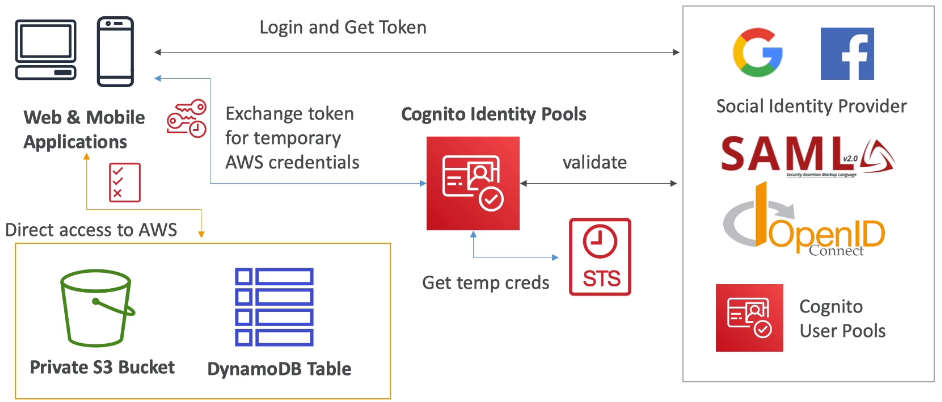 Login and Get Token
Web & Mobile
Applications
Exchange token
for temporary
AWS credentials
Cognito Identity Pools
validate
Social Identity Provider
SAML v2.0
Security Assertion Markup Language
OpenID
Connect
Direct access to AWS
Get temp creds
STS
Private S3 Bucket
DynamoDB Table
Cognito
User Pools